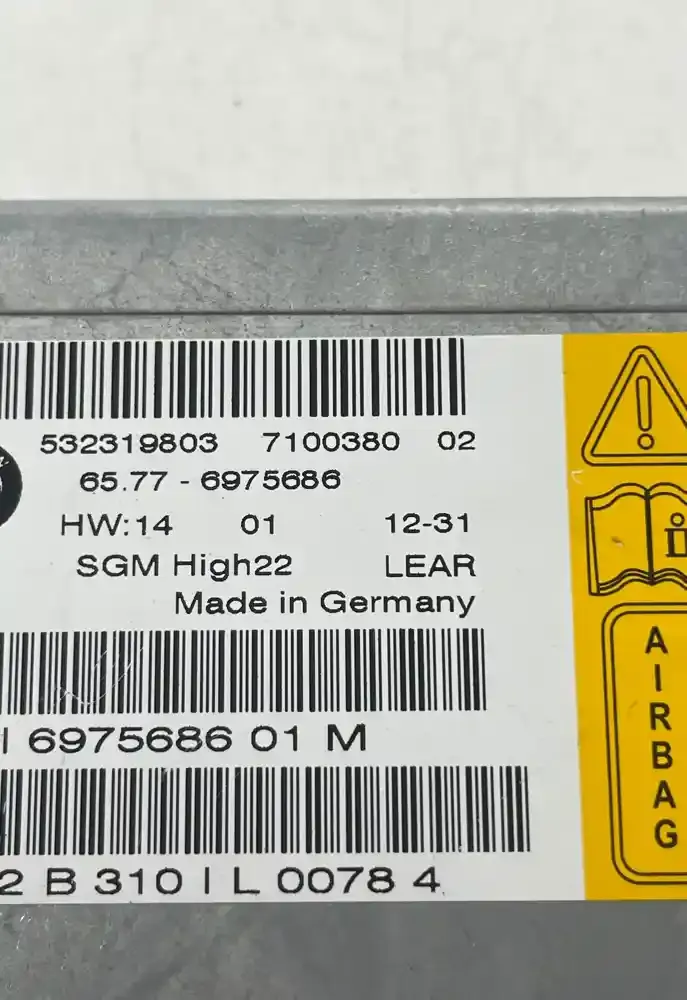 532319803 7100380 02
65.77 - 6975686
HW:14 01 12-31
SGM High22 LEAR
Made in Germany
6975686 01 M
2 B 310 I L 0078 4
AIRBAG